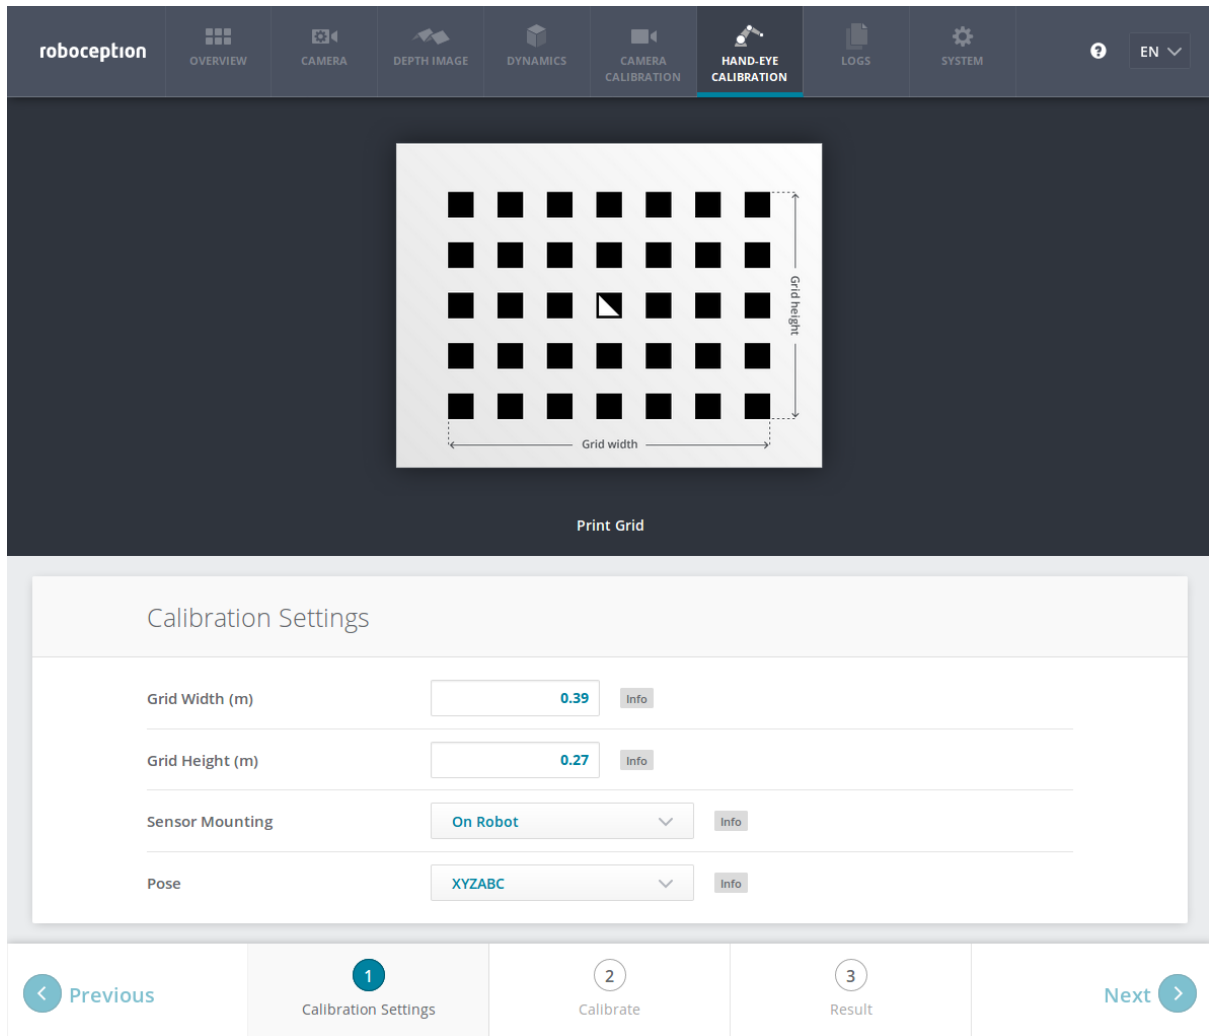 roboception
OVERVIEW
CAMERA
DEPTH IMAGE
DYNAMICS
CAMERA
CALIBRATION
HAND-EYE
CALIBRATION
LOGS
SYSTEM
?
EN
Grid height
Grid width
Print Grid
Calibration Settings
Grid Width (m)
0.39
Info
Grid Height (m)
0.27
Info
Sensor Mounting
On Robot
Info
Pose
XYZABC
Info
Previous
1
Calibration Settings
2
Calibrate
3
Result
Next